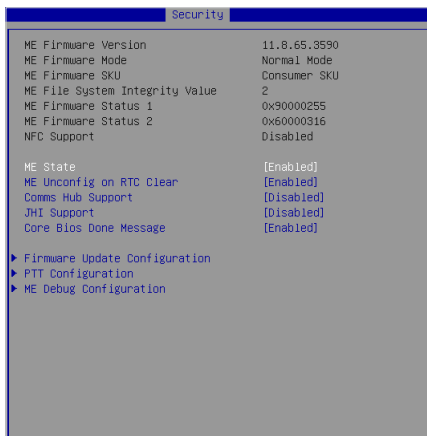 Security
ME Firmware Version 11.8.65.3590
ME Firmware Mode Normal Mode
ME Firmware SKU Consumer SKU
ME File System Integrity Value 2
ME Firmware Status 1 0x90000255
ME Firmware Status 2 0x60000316
NFC Support Disabled
ME State [Enabled]
ME Unconfig on RTC Clear [Enabled]
Comms Hub Support [Disabled]
JHI Support [Disabled]
Core Bios Done Message [Enabled]
Firmware Update Configuration
PTT Configuration
ME Debug Configuration